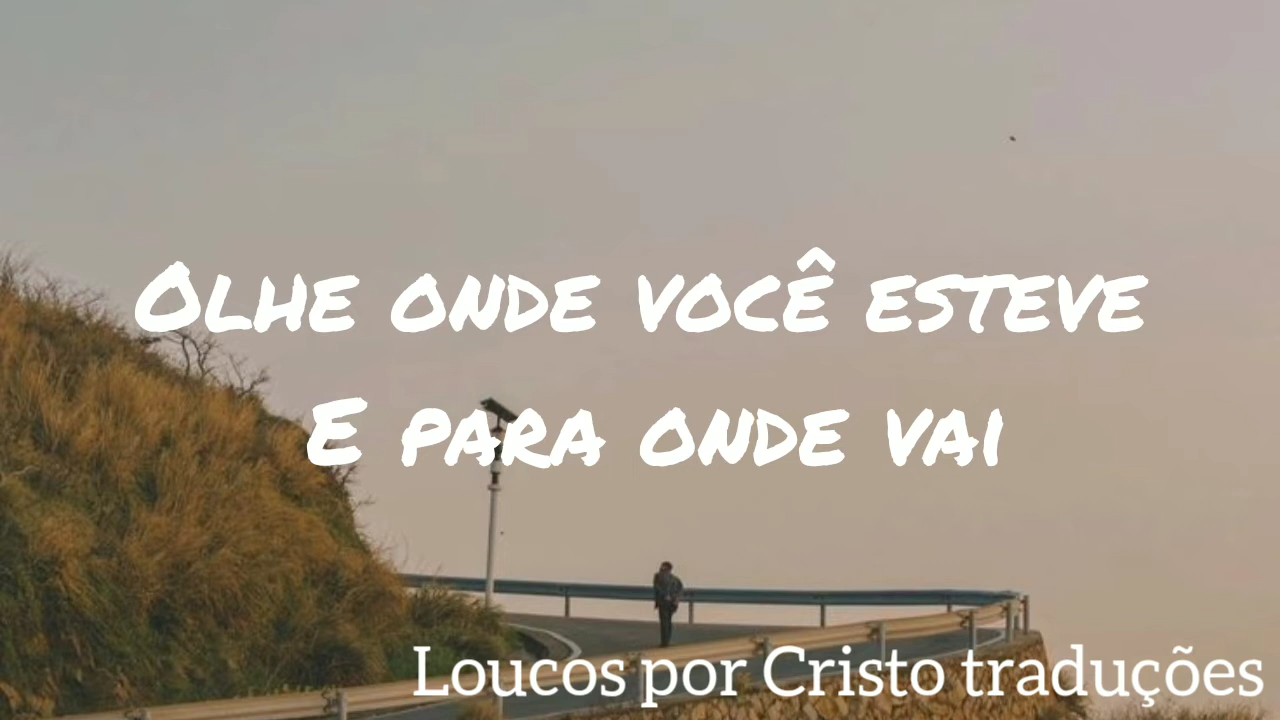 Olhe onde você esteve
E para onde vai
Loucos por Cristo traduções